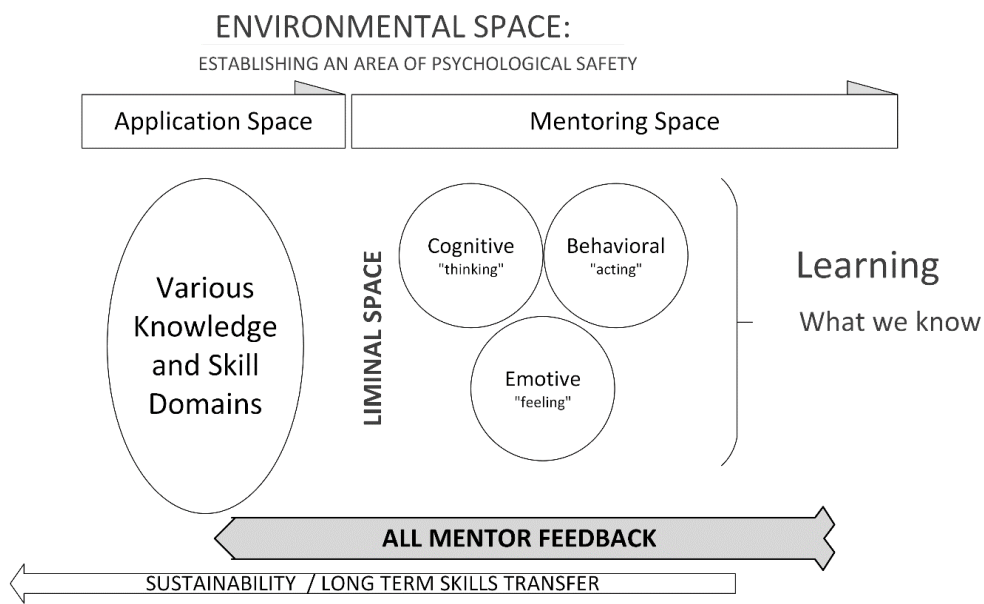 ENVIRONMENTAL SPACE:
ESTABLISHING AN AREA OF PSYCHOLOGICAL SAFETY
Application Space
Mentoring Space
Various
Knowledge
and Skill
Domains
LIMINAL SPACE
Cognitive
"thinking"
Behavioral
"acting"
Emotive
"feeling"
Learning
What we know
ALL MENTOR FEEDBACK
SUSTAINABILITY / LONG TERM SKILLS TRANSFER